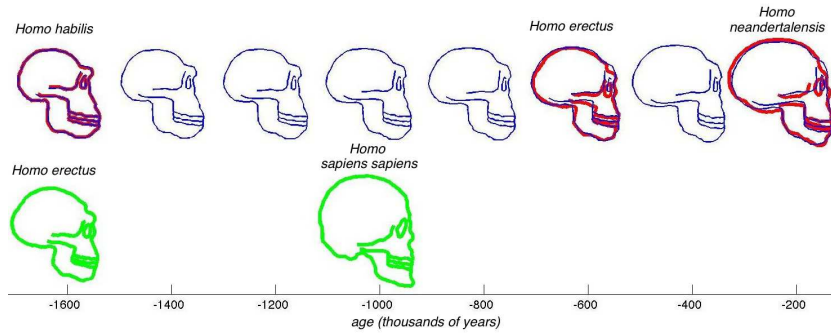 Homo habilis
Homo erectus
Homo
neandertalensis
Homo erectus
Homo
sapiens sapiens
-1600 -1400 -1200 -1000 -800 -600 -400 -200
age (thousands of years)